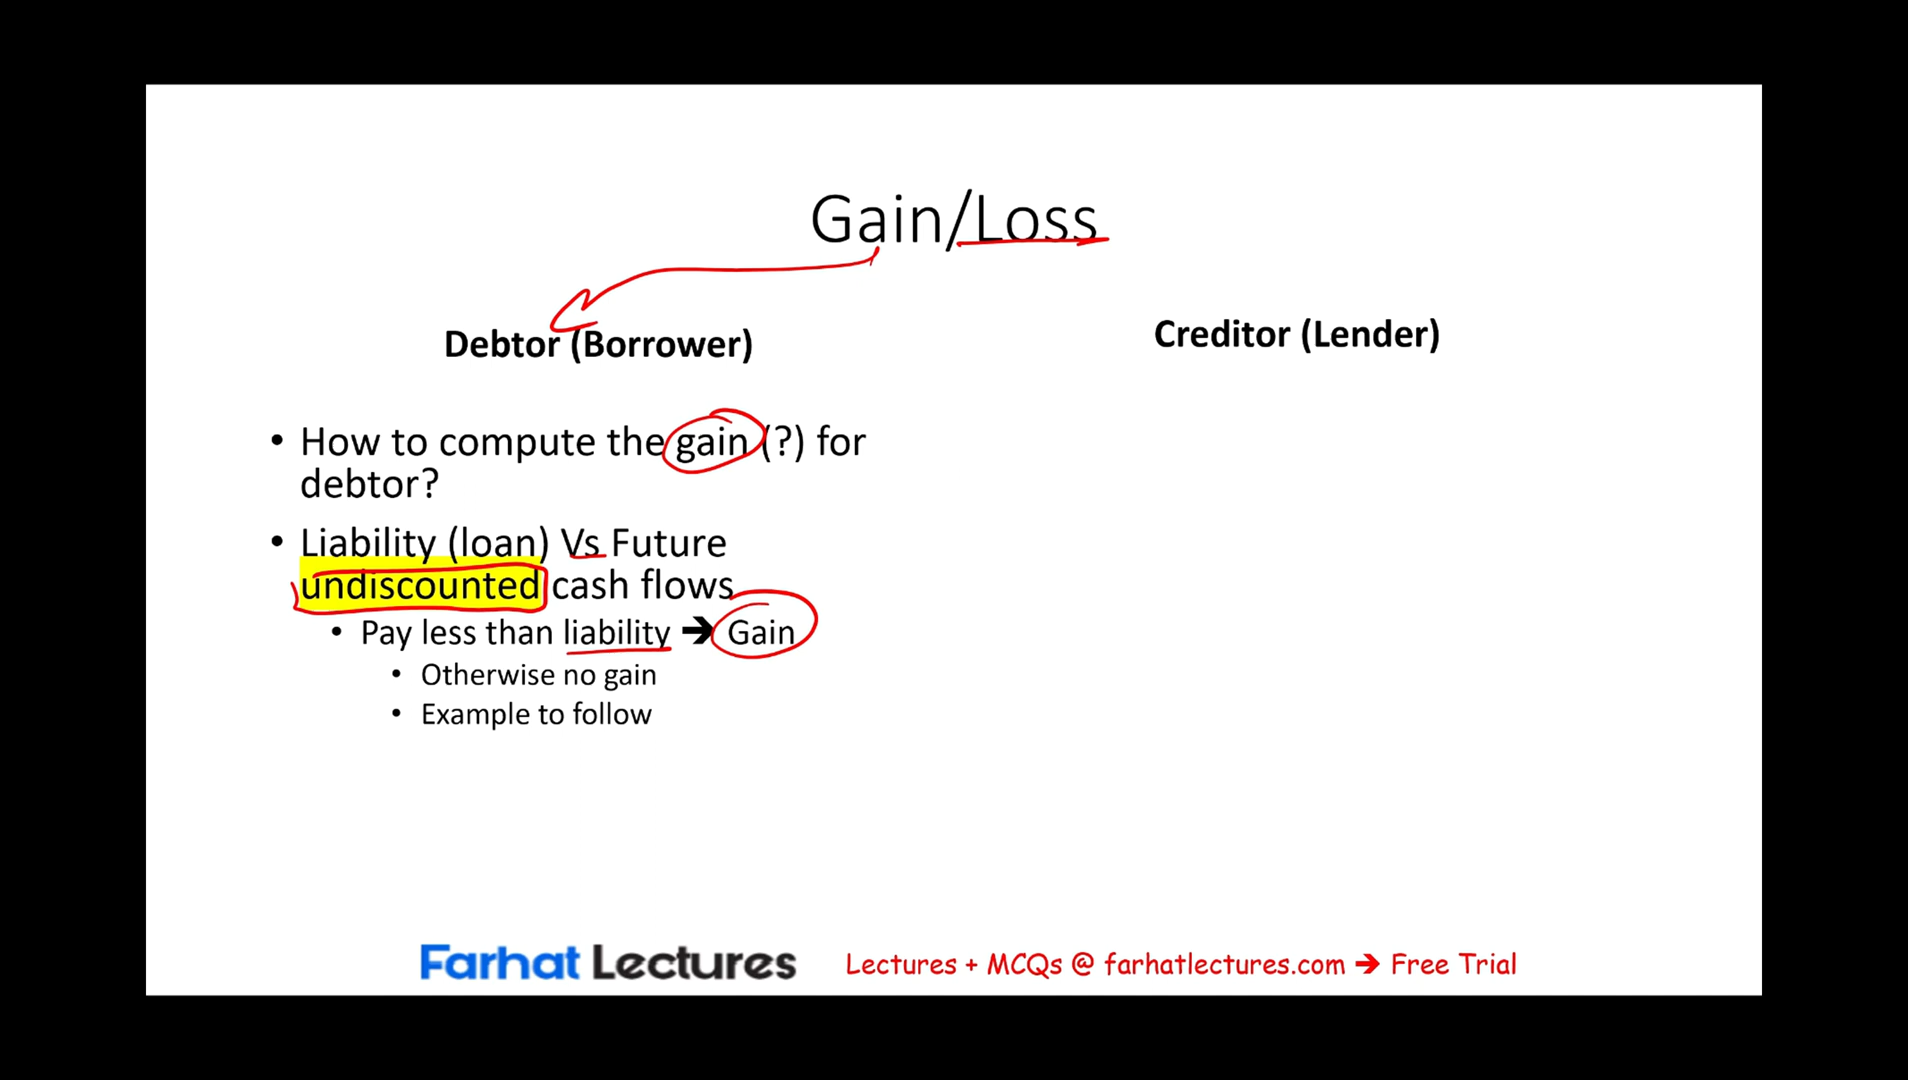 Gain/Loss
Debtor (Borrower)
• How to compute the gain (?) for
debtor?
• Liability (loan) Vs Future
undiscounted cash flows
• Pay less than liability ➔ Gain
• Otherwise no gain
• Example to follow
Creditor (Lender)
Farhat Lectures
Lectures + MCQs @ farhatlectures.com ➔ Free Trial